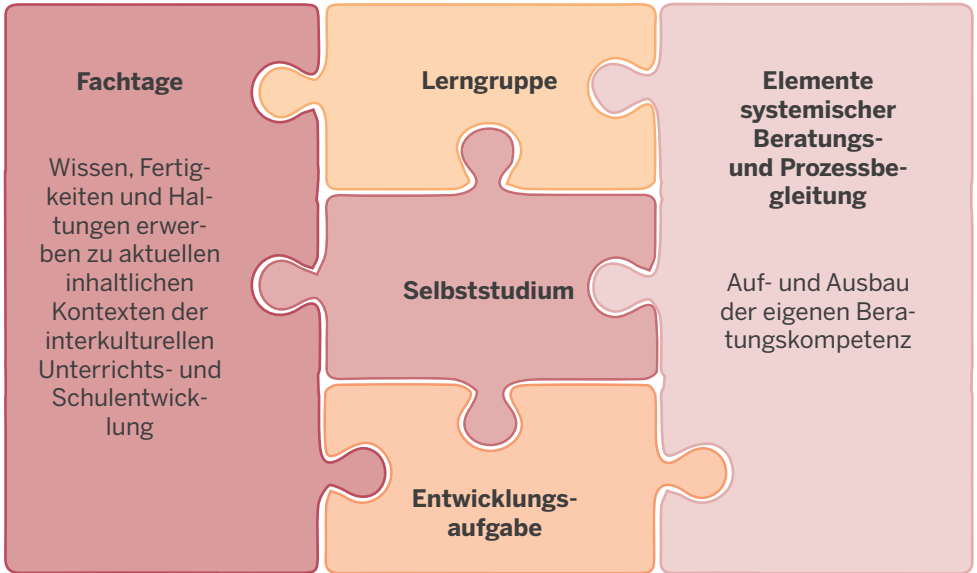 Fachtage
Wissen, Fertig-
keiten und Hal-
tungen erwer-
ben zu aktuellen
inhaltlichen
Kontexten der
interkulturellen
Unterrichts- und
Schulentwick-
lung
Lerngruppe
Selbststudium
Entwicklungs-
aufgabe
Elemente
systemischer
Beratungs-
und Prozessbe-
gleitung
Auf- und Ausbau
der eigenen Bera-
tungskompetenz